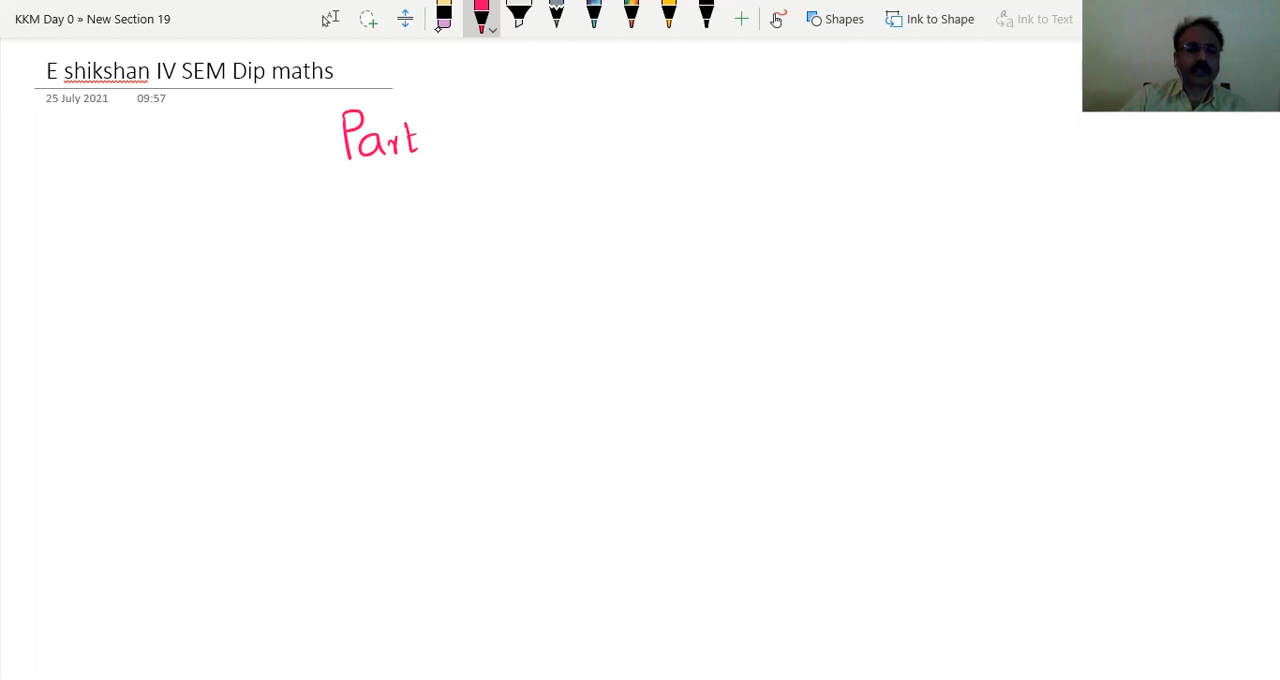 KKM Day 0 » New Section 19
Shapes
Ink to Shape
Ink to Text
E shikshan IV SEM Dip maths
25 July 2021 09:57
Part